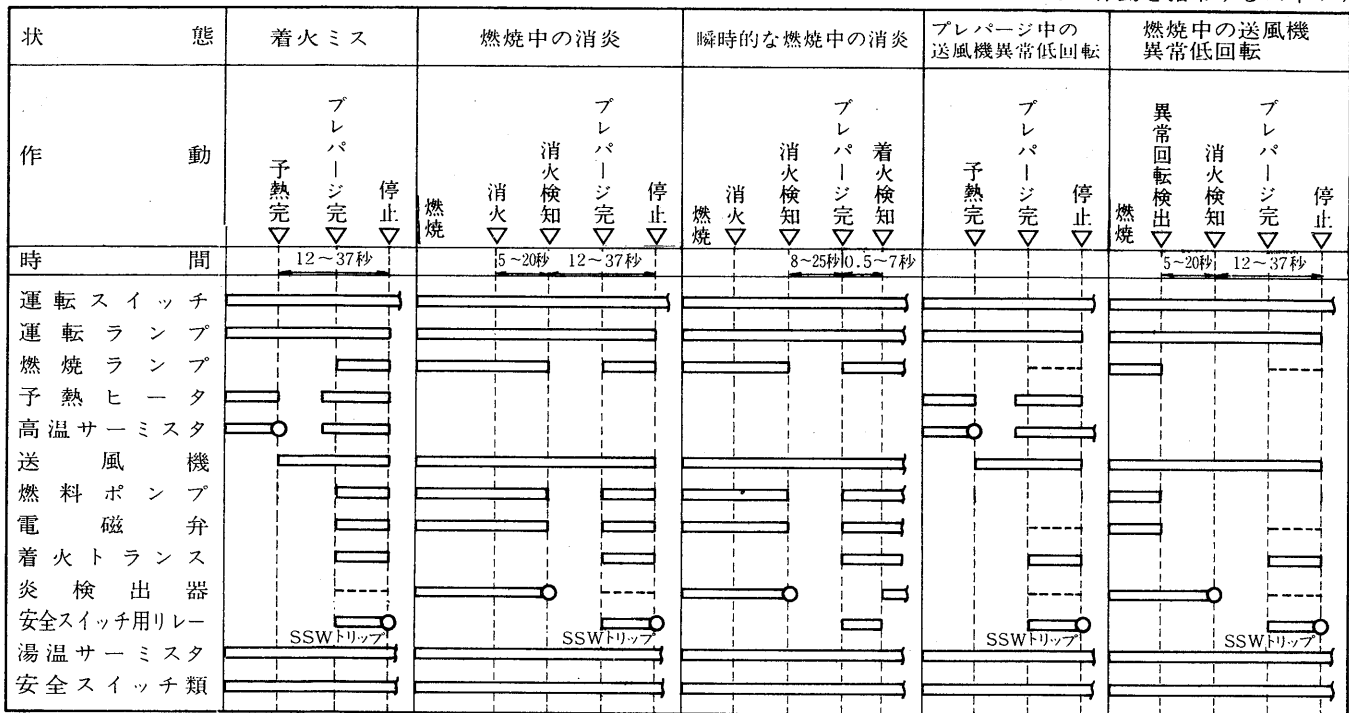 状態
着火ミス
燃焼中の消炎
瞬時的な燃焼中の消炎
プレパージ中の
送風機異常低回転
燃焼中の送風機
異常低回転
作動
予熱完
プレパージ完
停止
燃焼
消火
消火検知
プレパージ完
停止
燃焼
消火
消火検知
プレパージ完
着火検知
予熱完
プレパージ完
停止
燃焼
異常回転検出
消火検知
プレパージ完
停止
時間
12~37秒
5~20秒
12~37秒
8~25秒
0.5~7秒
5~20秒
12~37秒
運転スイッチ
運転ランプ
燃焼ランプ
予熱ヒータ
高温サーミスタ
送風機
燃料ポンプ
電磁弁
着火トランス
炎検出器
安全スイッチ用リレー
SSWトリップ
SSWトリップ
SSWトリップ
SSWトリップ
湯温サーミスタ
安全スイッチ類